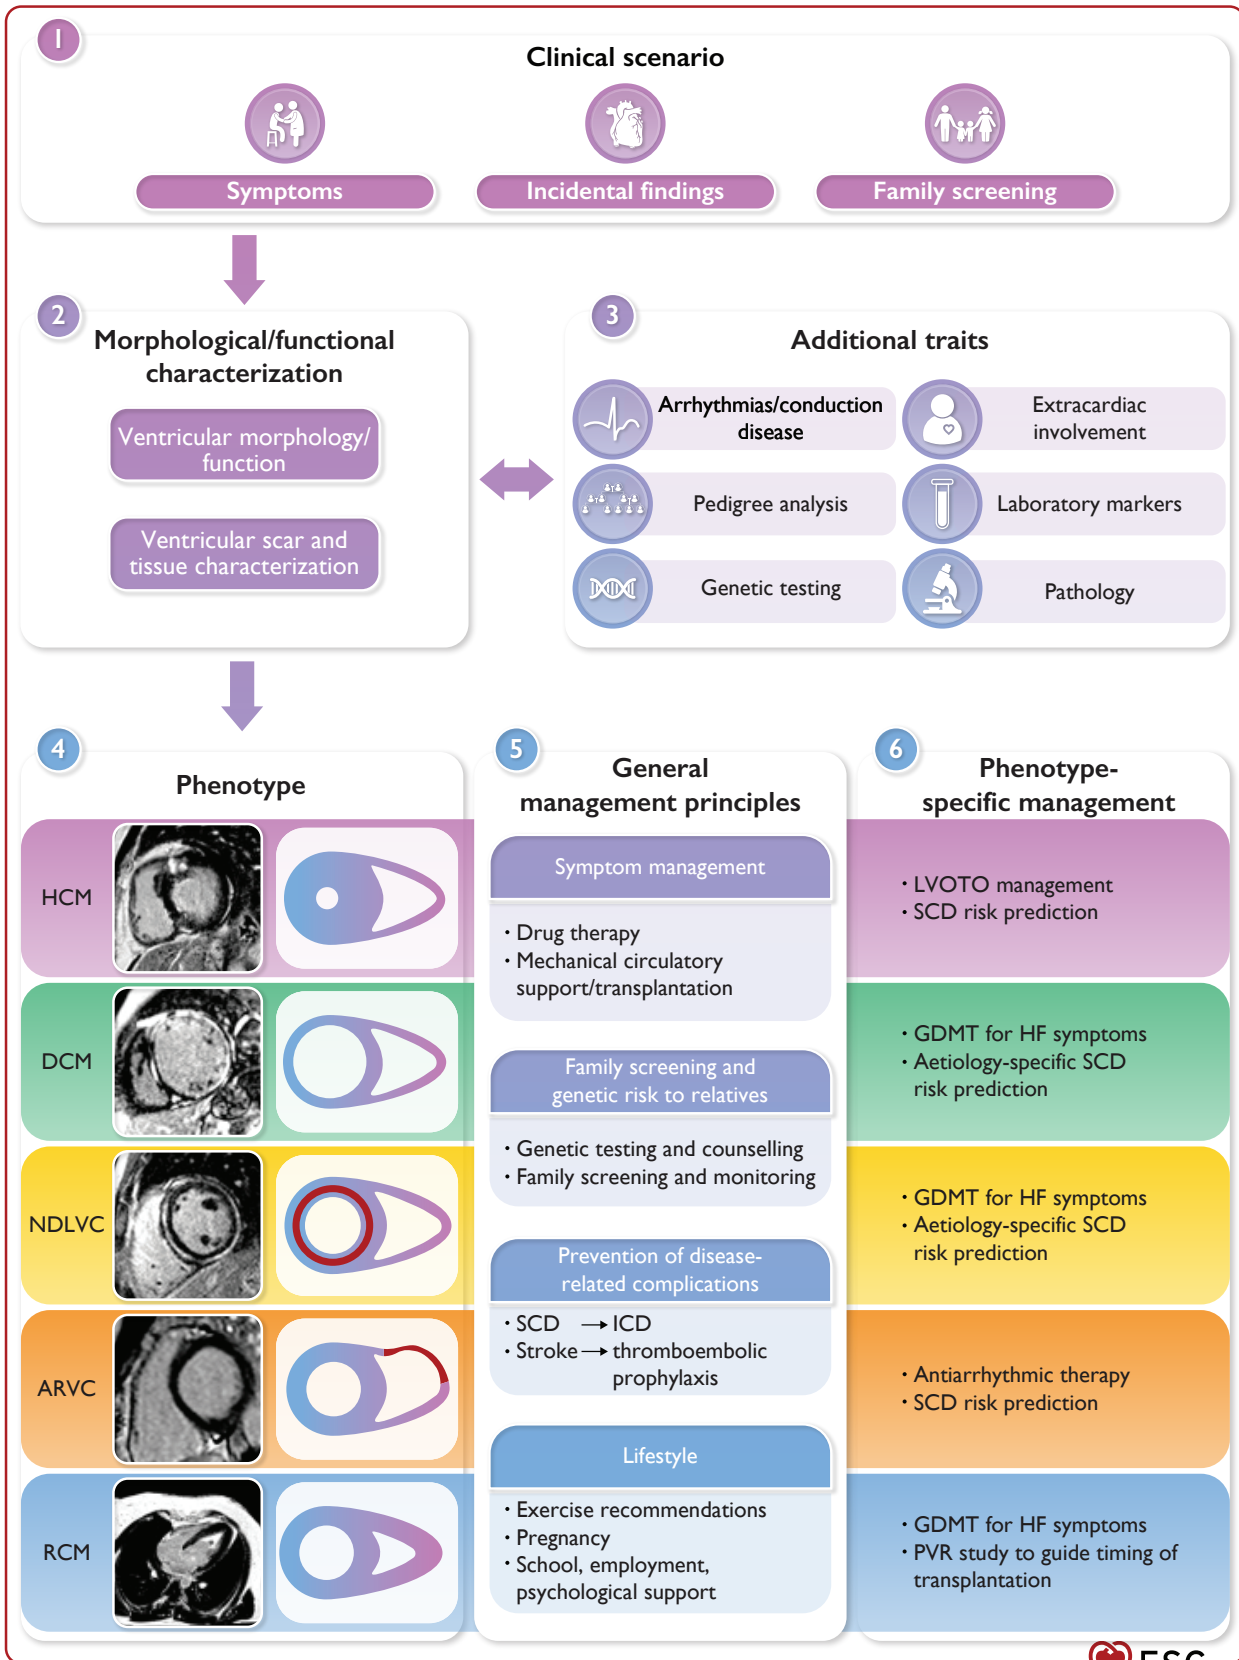 1
Clinical scenario
Symptoms
Incidental findings
Family screening
2
Morphological/functional
characterization
Ventricular morphology/
function
Ventricular scar and
tissue characterization
3
Additional traits
Arrhythmias/conduction
disease
Extracardiac
involvement
Pedigree analysis
Laboratory markers
Genetic testing
Pathology
4
Phenotype
HCM
DCM
NDLVC
ARVC
RCM
5
General
management principles
Symptom management
• Drug therapy
• Mechanical circulatory
support/transplantation
Family screening and
genetic risk to relatives
• Genetic testing and counselling
• Family screening and monitoring
Prevention of disease-
related complications
• SCD → ICD
• Stroke → thromboembolic
prophylaxis
Lifestyle
• Exercise recommendations
• Pregnancy
• School, employment,
psychological support
6
Phenotype-
specific management
• LVOTO management
• SCD risk prediction
• GDMT for HF symptoms
• Aetiology-specific SCD
risk prediction
• GDMT for HF symptoms
• Aetiology-specific SCD
risk prediction
• Antiarrhythmic therapy
• SCD risk prediction
• GDMT for HF symptoms
• PVR study to guide timing of
transplantation
ESC